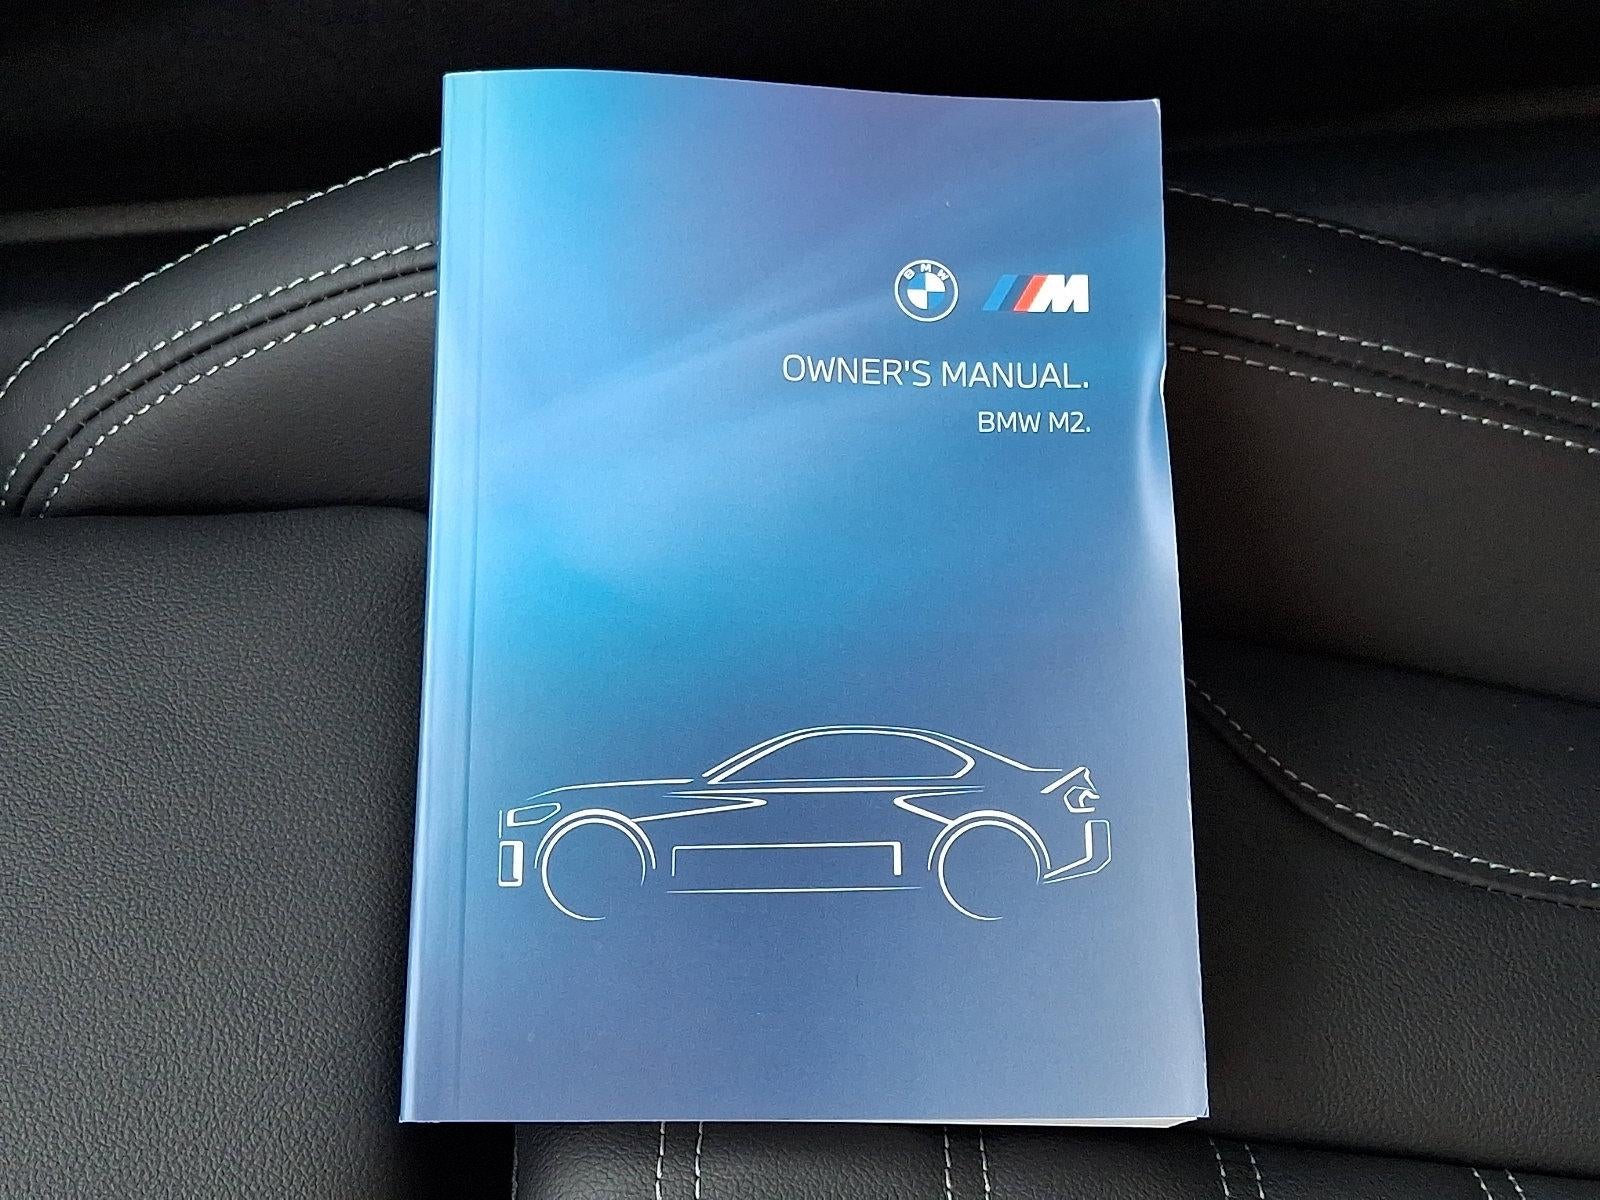 BMW M
OWNER'S MANUAL.
BMW M2.